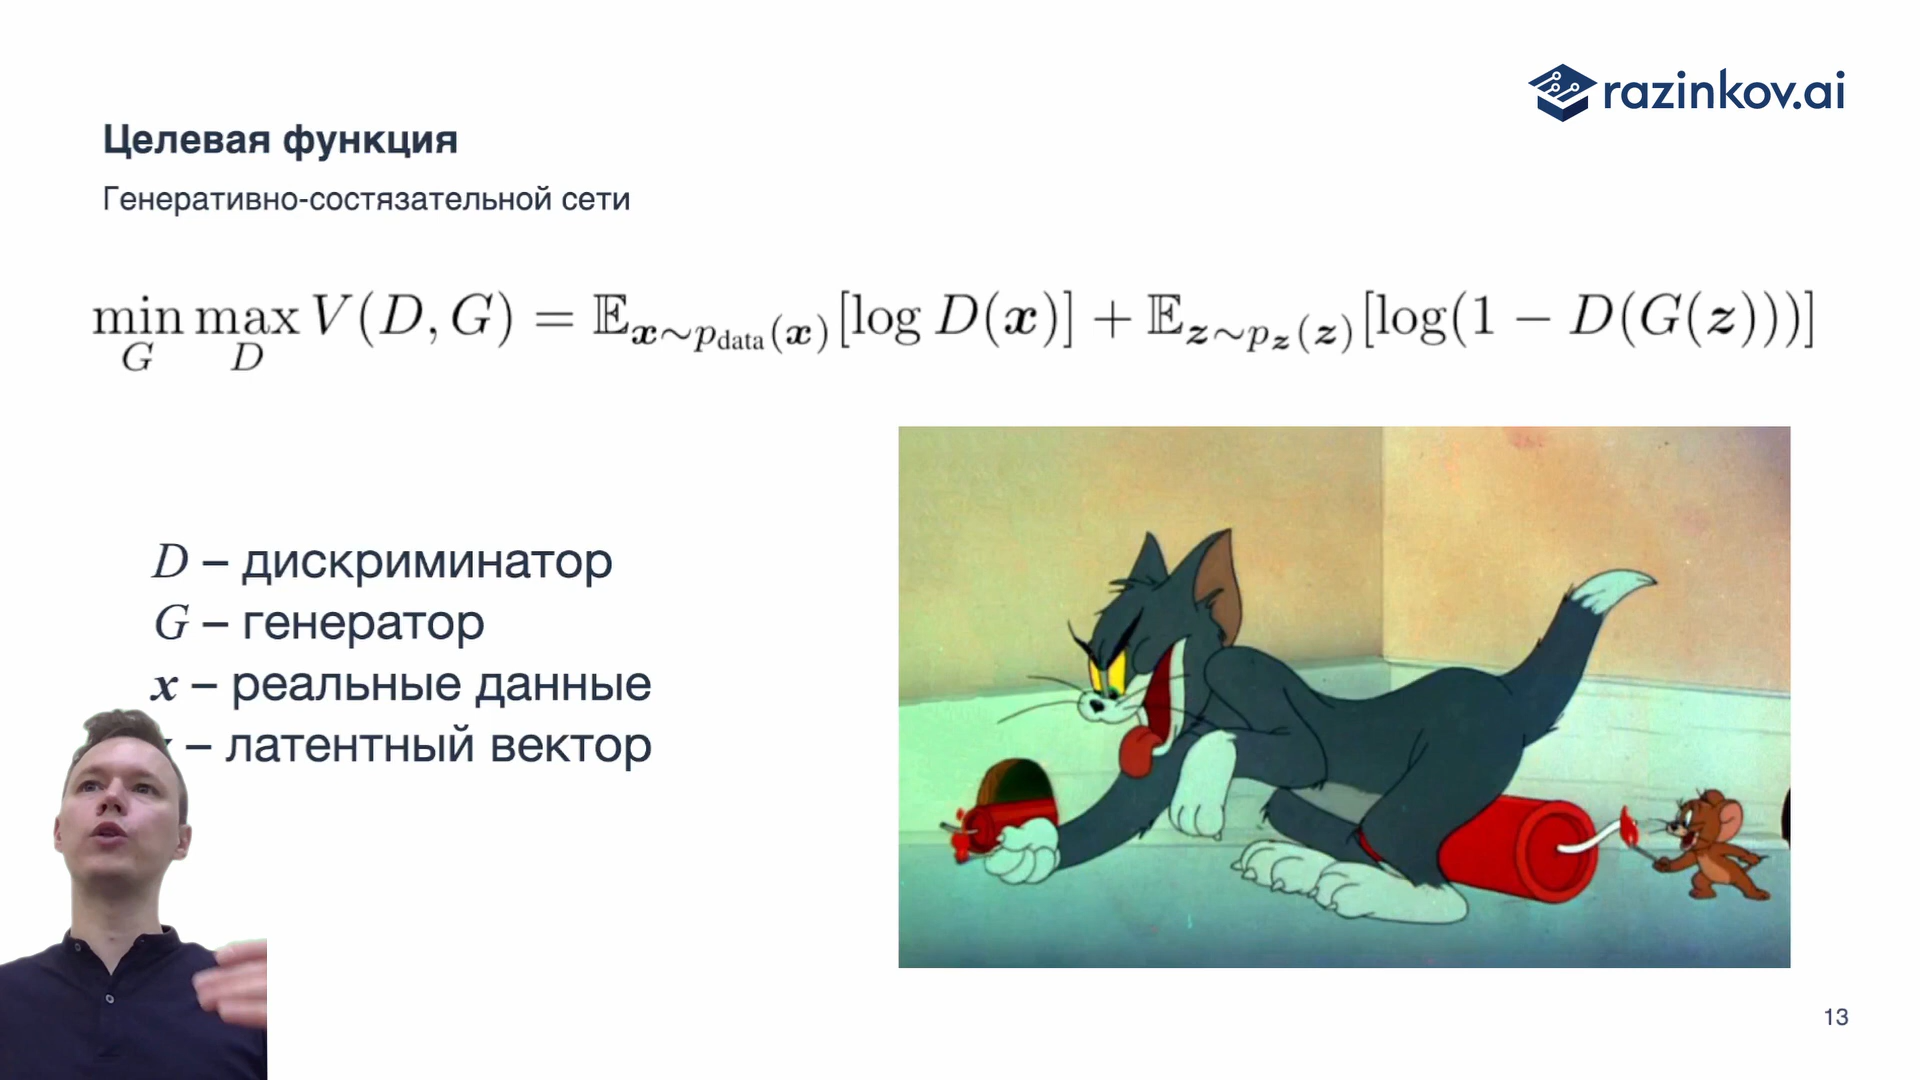 razinkov.ai
Целевая функция
Генеративно-состязательной сети
min max V(D, G) = 𝔼x∼pdata(x)[log D(x)] + 𝔼z∼pz(z)[log(1 − D(G(z)))]
G D
D – дискриминатор
G – генератор
x – реальные данные
– латентный вектор
13